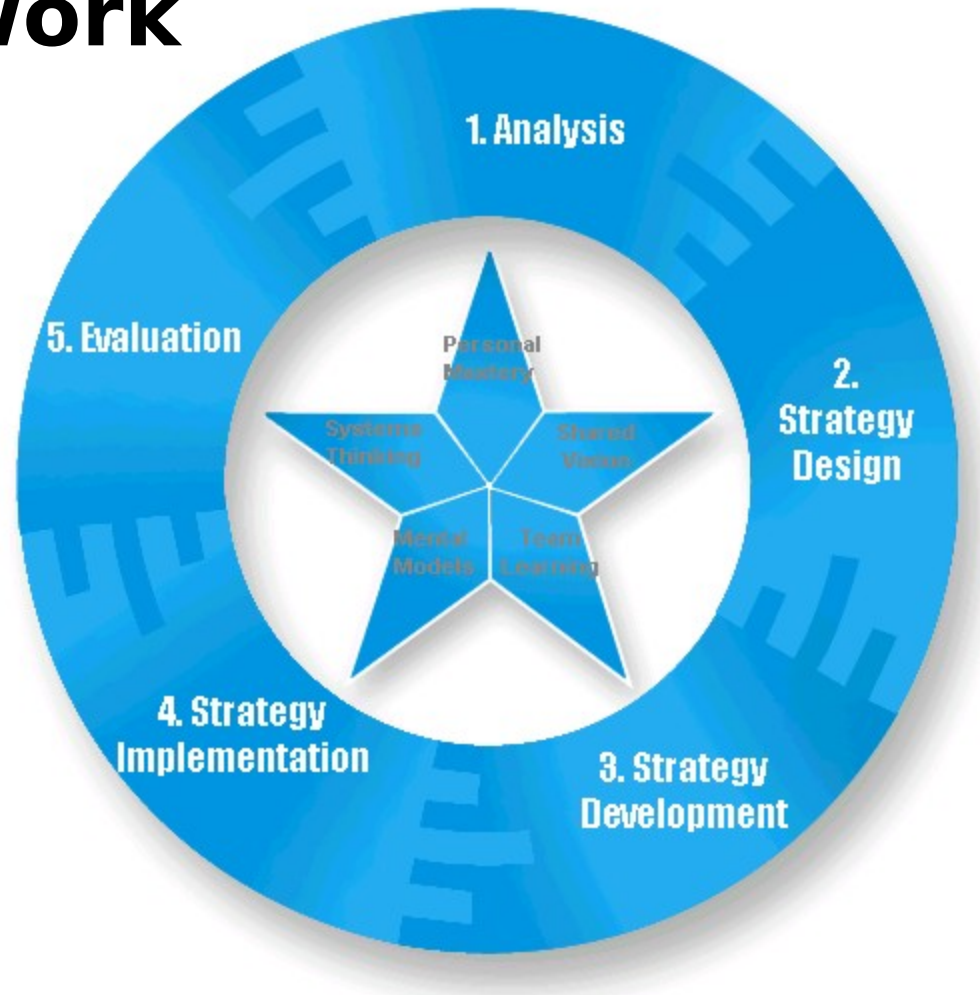 work
1. Analysis
2.
Strategy
Design
3. Strategy
Development
4. Strategy
Implementation
5. Evaluation
Personal
Mastery
Shared
Vision
Team
Learning
Mental
Models
Systems
Thinking